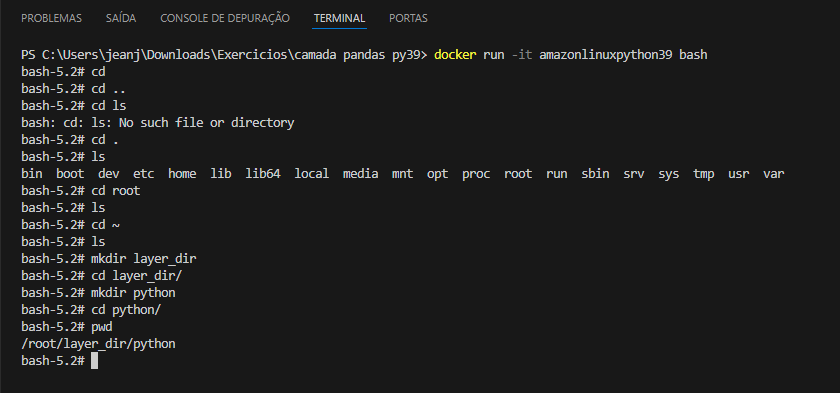 PROBLEMAS SAÍDA CONSOLE DE DEPURAÇÃO TERMINAL PORTAS
PS C:\Users\jeanj\Downloads\Exercicios\camada pandas py39> docker run -it amazonlinuxpython39 bash
bash-5.2# cd
bash-5.2# cd ..
bash-5.2# cd ls
bash: cd: ls: No such file or directory
bash-5.2# cd .
bash-5.2# ls
bin boot dev etc home lib lib64 local media mnt opt proc root run sbin srv sys tmp usr var
bash-5.2# cd root
bash-5.2# ls
bash-5.2# cd ~
bash-5.2# ls
bash-5.2# mkdir layer_dir
bash-5.2# cd layer_dir/
bash-5.2# mkdir python
bash-5.2# cd python/
bash-5.2# pwd
/root/layer_dir/python
bash-5.2#